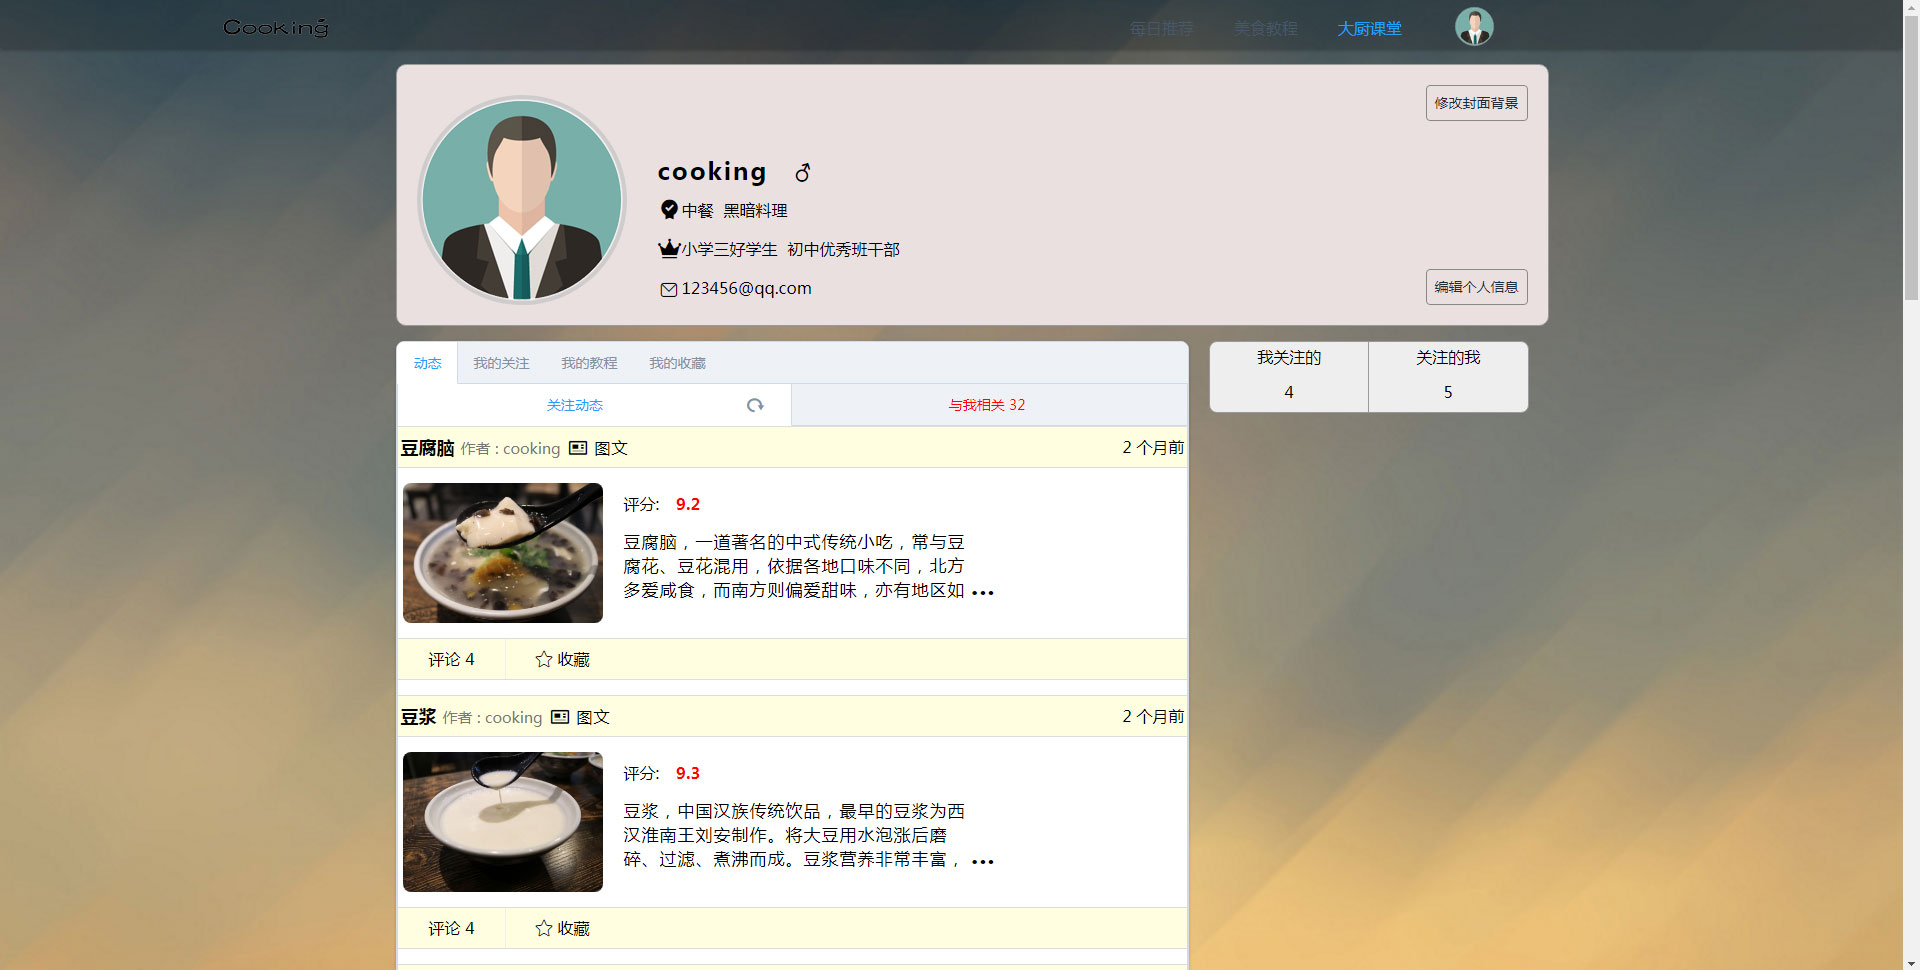 Cooking
每日推荐 美食教程 大厨课堂
修改封面背景
cooking ♂
中餐 黑暗料理
小学三好学生 初中优秀班干部
123456@qq.com
编辑个人信息
动态 我的关注 我的教程 我的收藏
我关注的 关注的我
4 5
关注动态 与我相关 32
豆腐脑 作者 : cooking 图文 2 个月前
评分: 9.2
豆腐脑，一道著名的中式传统小吃，常与豆
腐花、豆花混用，依据各地口味不同，北方
多爱咸食，而南方则偏爱甜味，亦有地区如 •••
评论 4 收藏
豆浆 作者 : cooking 图文 2 个月前
评分: 9.3
豆浆，中国汉族传统饮品，最早的豆浆为西
汉淮南王刘安制作。将大豆用水泡涨后磨
碎、过滤、煮沸而成。豆浆营养非常丰富， •••
评论 4 收藏